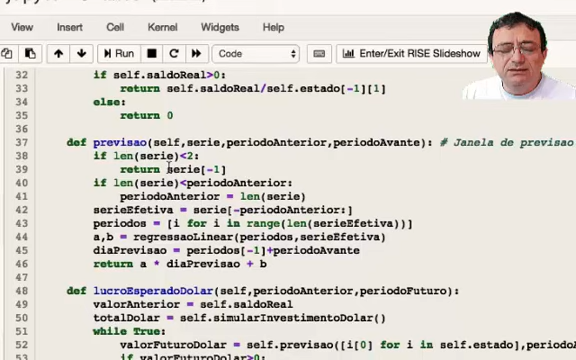 View Insert Cell Kernel Widgets Help
Run Code Enter/Exit RISE Slideshow
32 if self.saldoReal>0:
33 return self.saldoReal/self.estado[-1][1]
34 else:
35 return 0
36
37 def previsao(self,serie,periodoAnterior,periodoAvante): # Janela de previsao
38 if len(serie)<2:
39 return serie[-1]
40 if len(serie)<periodoAnterior:
41 periodoAnterior = len(serie)
42 serieEfetiva = serie[-periodoAnterior:]
43 periodos = [i for i in range(len(serieEfetiva))]
44 a,b = regressaoLinear(periodos,serieEfetiva)
45 diaPrevisao = periodos[-1]+periodoAvante
46 return a * diaPrevisao + b
47
48 def lucroEsperadoDolar(self,periodoAnterior,periodoFuturo):
49 valorAnterior = self.saldoReal
50 totalDolar = self.simularInvestimentoDolar()
51 while True:
52 valorFuturoDolar = self.previsao([i[0] for i in self.estado],period
53 if valorFuturoDolar>0: